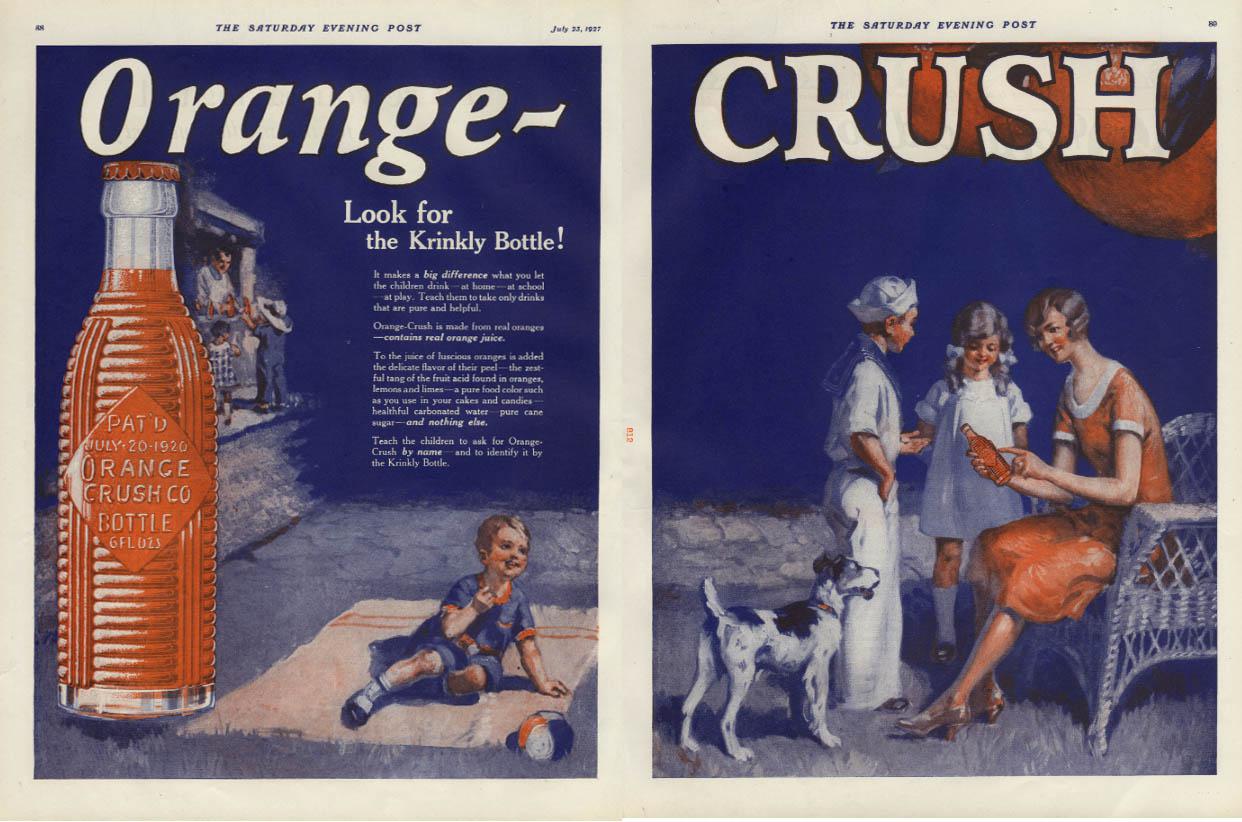 88
THE SATURDAY EVENING POST
July 23, 1927
Orange-
Look for
the Krinkly Bottle!
It makes a big difference what you let
the children drink—at home—at school
—at play. Teach them to take only drinks
that are pure and helpful.
Orange-Crush is made from real oranges
—contains real orange juice.
To the juice of luscious oranges is added
the delicate flavor of their peel—the zest-
ful tang of the fruit acid found in oranges,
lemons and limes—a pure food color such
as you use in your cakes and candies—
healthful carbonated water—pure cane
sugar—and nothing else.
Teach the children to ask for Orange-
Crush by name—and to identify it by
the Krinkly Bottle.
PAT'D
JULY·20·1920
ORANGE
CRUSH CO
BOTTLE
6 FL OZS
812
THE SATURDAY EVENING POST
89
CRUSH